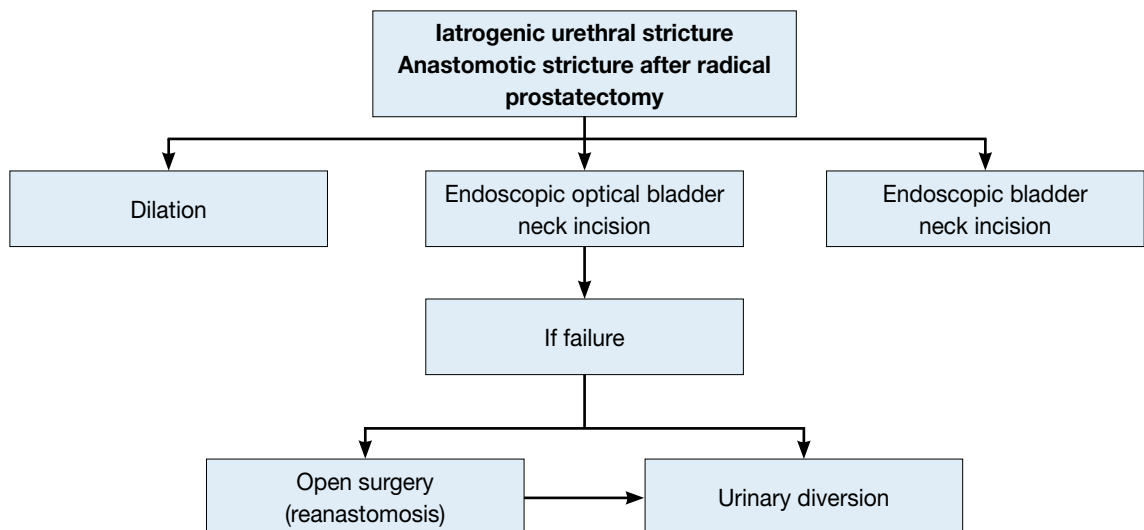 Iatrogenic urethral stricture
Anastomotic stricture after radical
prostatectomy
Dilation
Endoscopic optical bladder
neck incision
Endoscopic bladder
neck incision
If failure
Open surgery
(reanastomosis)
Urinary diversion